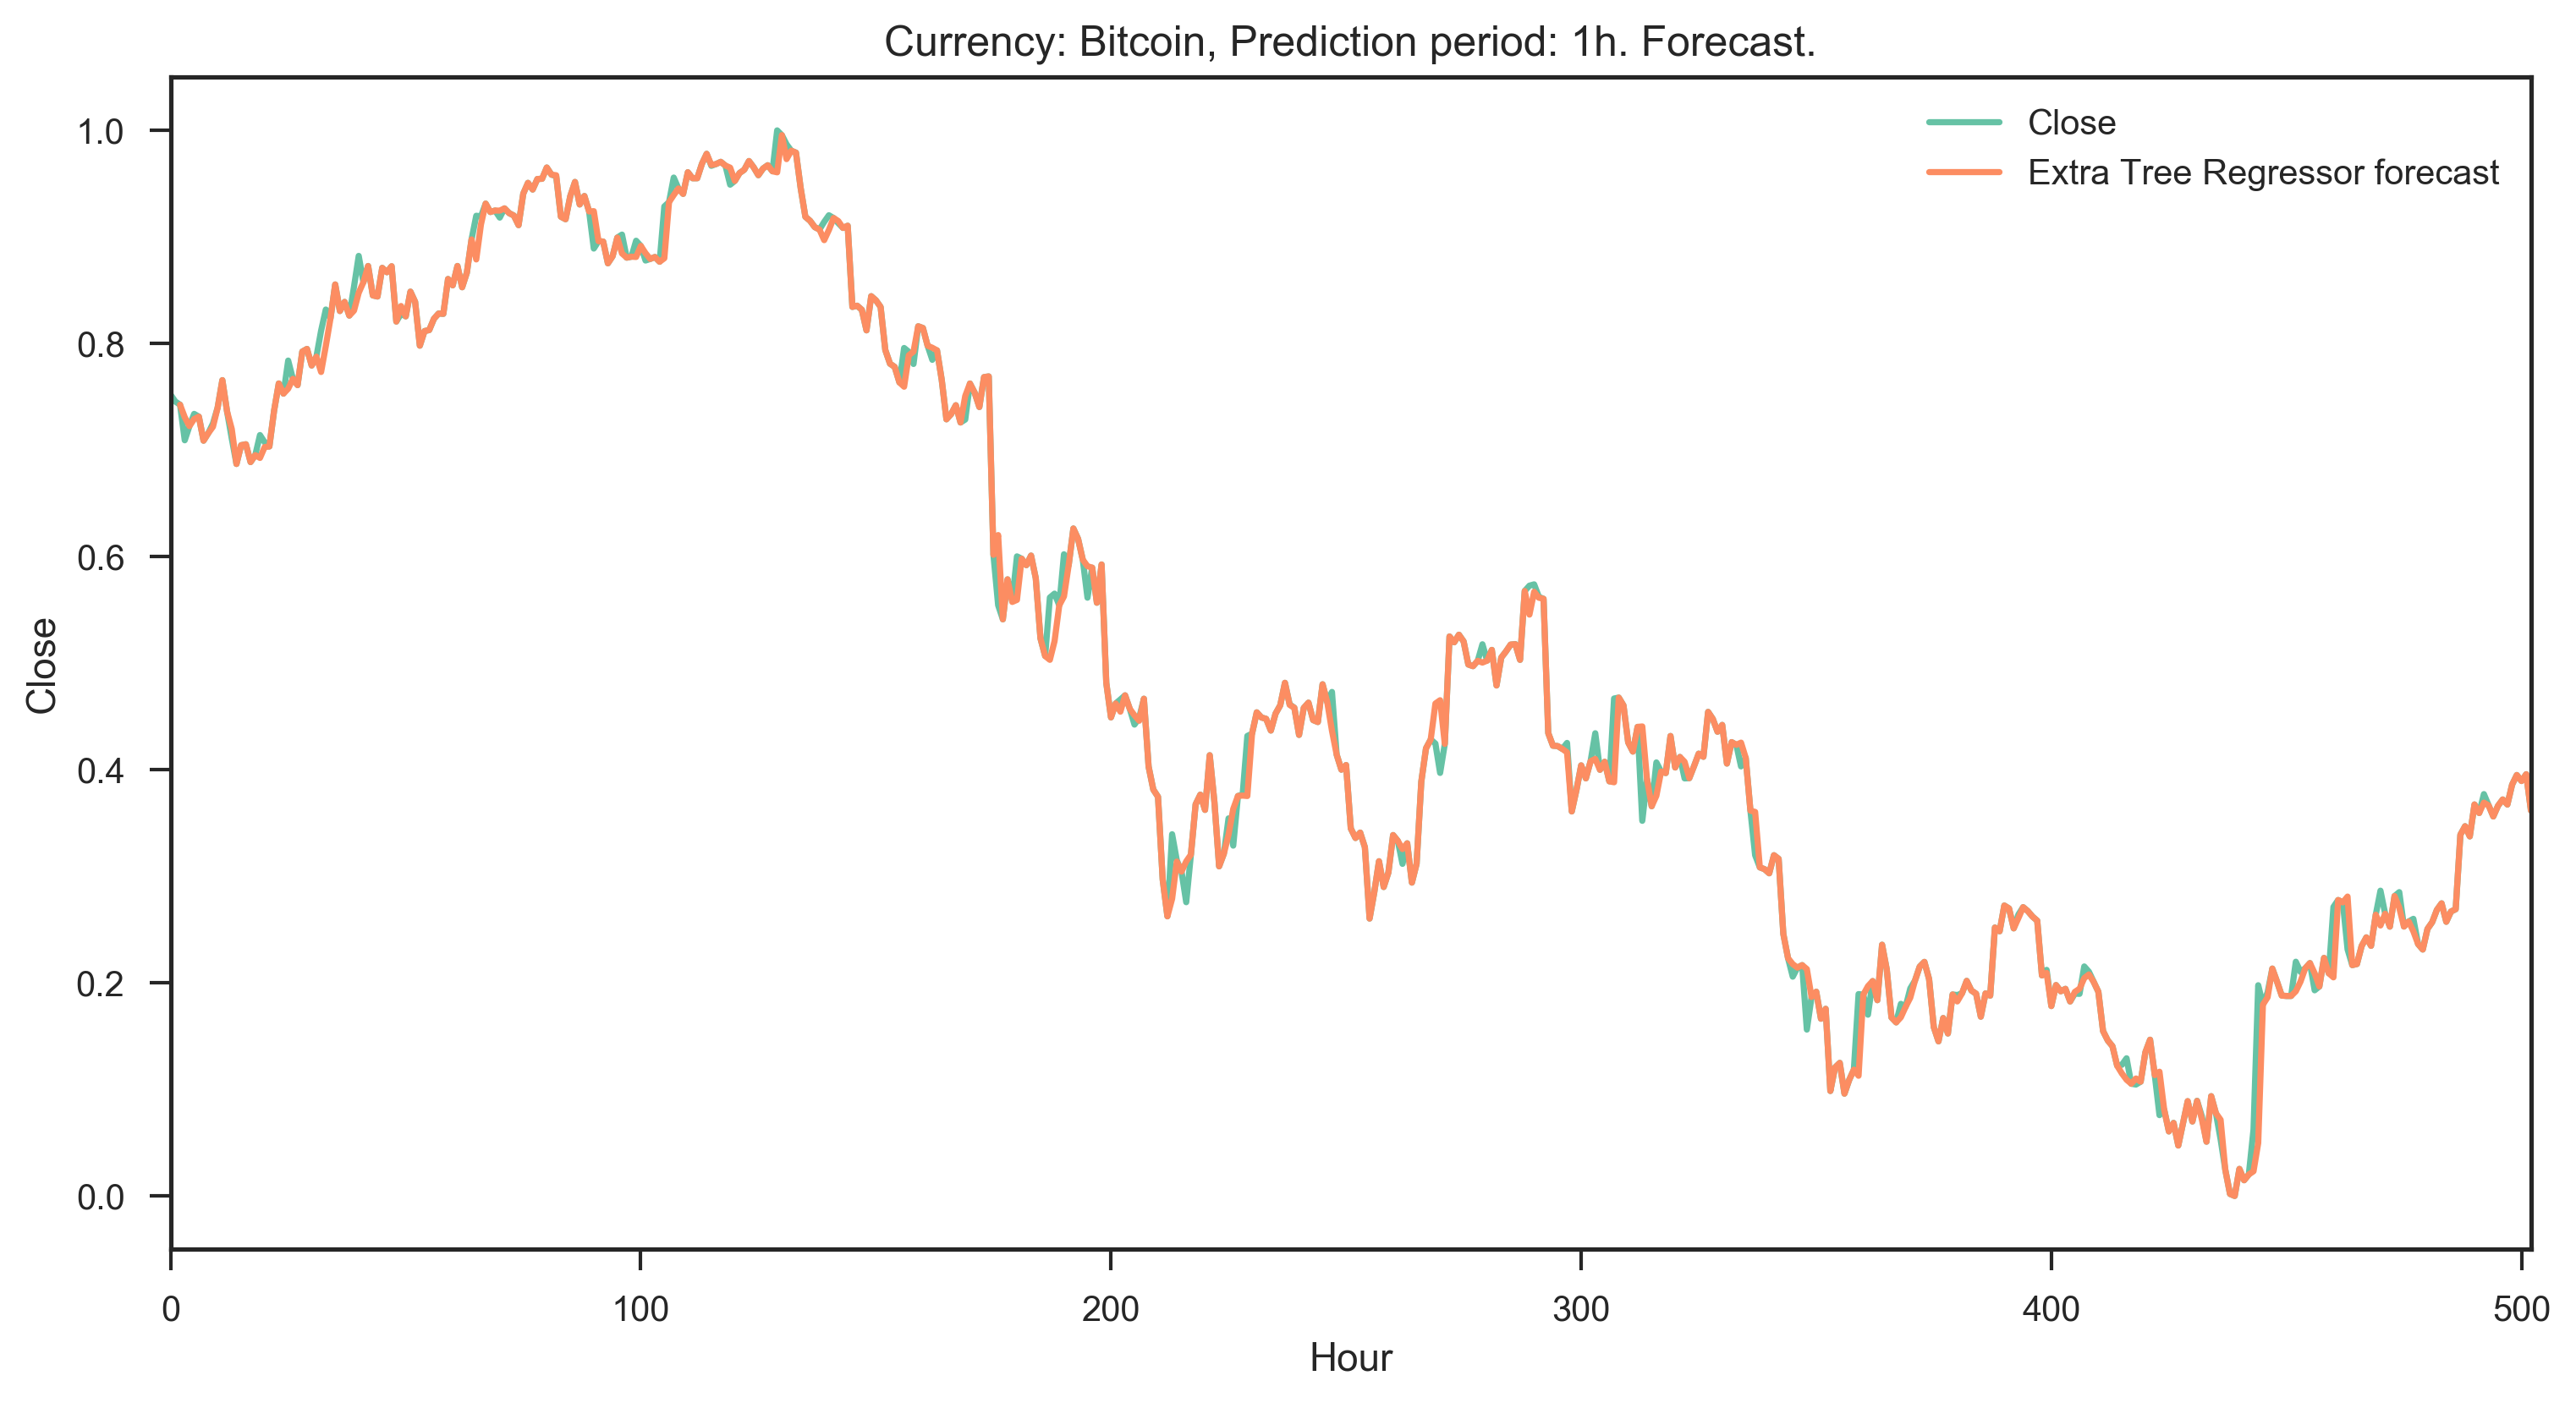 Currency: Bitcoin, Prediction period: 1h. Forecast.
Close
Extra Tree Regressor forecast
1.0
0.8
0.6
0.4
0.2
0.0
Close
0
100
200
300
400
500
Hour